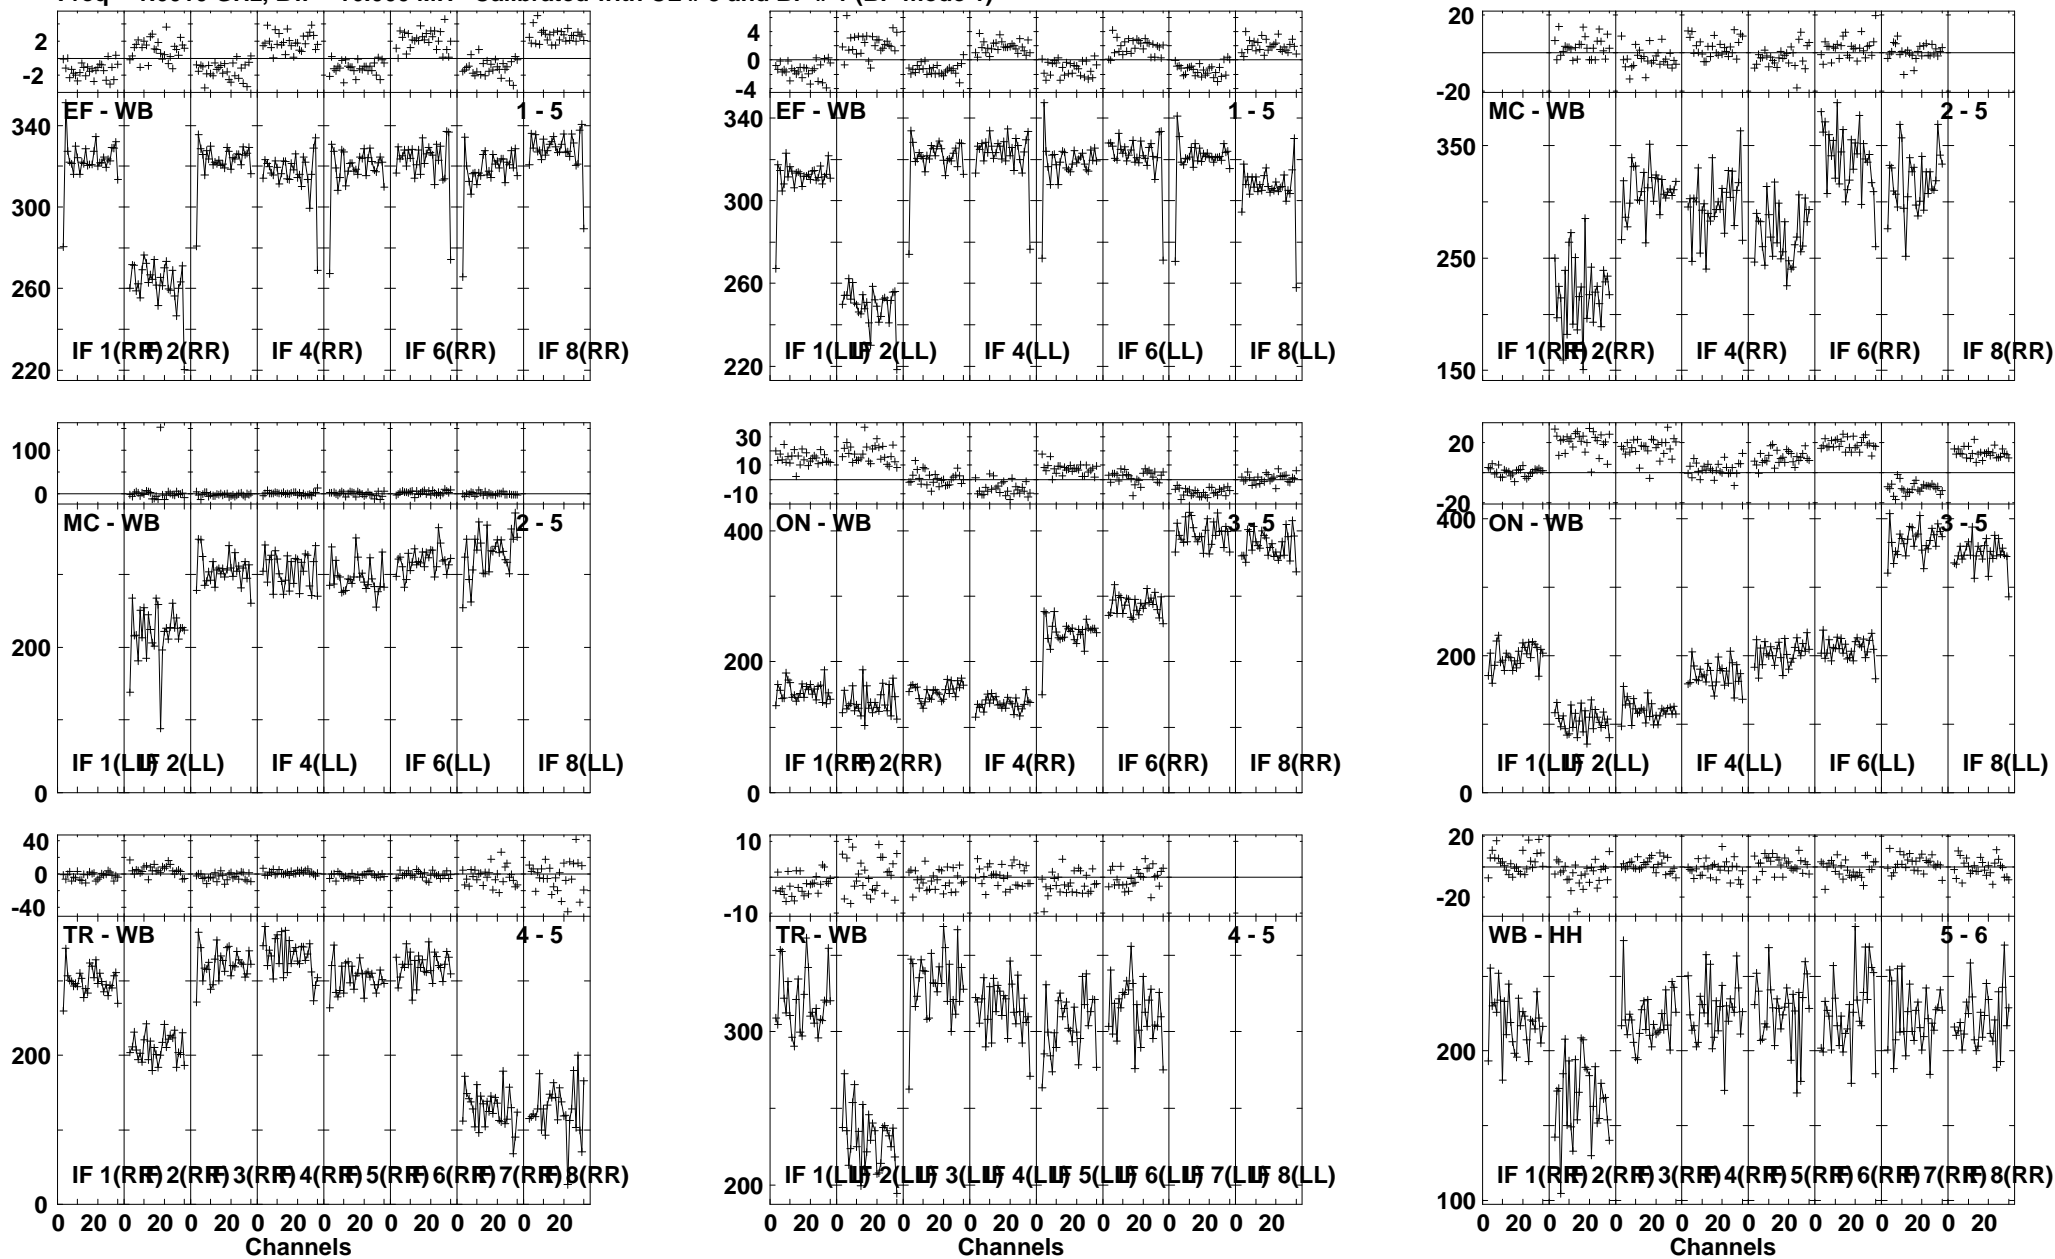 2
-2
EF - WB
1 - 5
340
300
260
220
IF 1(RR) IF 2(RR) IF 4(RR) IF 6(RR) IF 8(RR)
4
0
-4
EF - WB
1 - 5
340
300
260
220
IF 1(LL) IF 2(LL) IF 4(LL) IF 6(LL) IF 8(LL)
20
-20
MC - WB
2 - 5
350
250
150
IF 1(RR) IF 2(RR) IF 4(RR) IF 6(RR) IF 8(RR)
100
0
MC - WB
2 - 5
200
0
IF 1(LL) IF 2(LL) IF 4(LL) IF 6(LL) IF 8(LL)
30
10
-10
ON - WB
3 - 5
400
200
0
IF 1(RR) IF 2(RR) IF 4(RR) IF 6(RR) IF 8(RR)
20
0
-20
ON - WB
3 - 5
400
200
0
IF 1(LL) IF 2(LL) IF 4(LL) IF 6(LL) IF 8(LL)
40
0
-40
TR - WB
4 - 5
200
0
IF 1(RR) IF 2(RR) IF 3(RR) IF 4(RR) IF 5(RR) IF 6(RR) IF 7(RR) IF 8(RR)
0 20 0 20 0 20 0 20 0 20 0 20 0 20 0 20
Channels
10
-10
TR - WB
4 - 5
300
200
IF 1(LL) IF 2(LL) IF 3(LL) IF 4(LL) IF 5(LL) IF 6(LL) IF 7(LL) IF 8(LL)
0 20 0 20 0 20 0 20 0 20 0 20 0 20 0 20
Channels
20
0
-20
WB - HH
5 - 6
200
100
IF 1(RR) IF 2(RR) IF 3(RR) IF 4(RR) IF 5(RR) IF 6(RR) IF 7(RR) IF 8(RR)
0 20 0 20 0 20 0 20 0 20 0 20 0 20 0 20
Channels